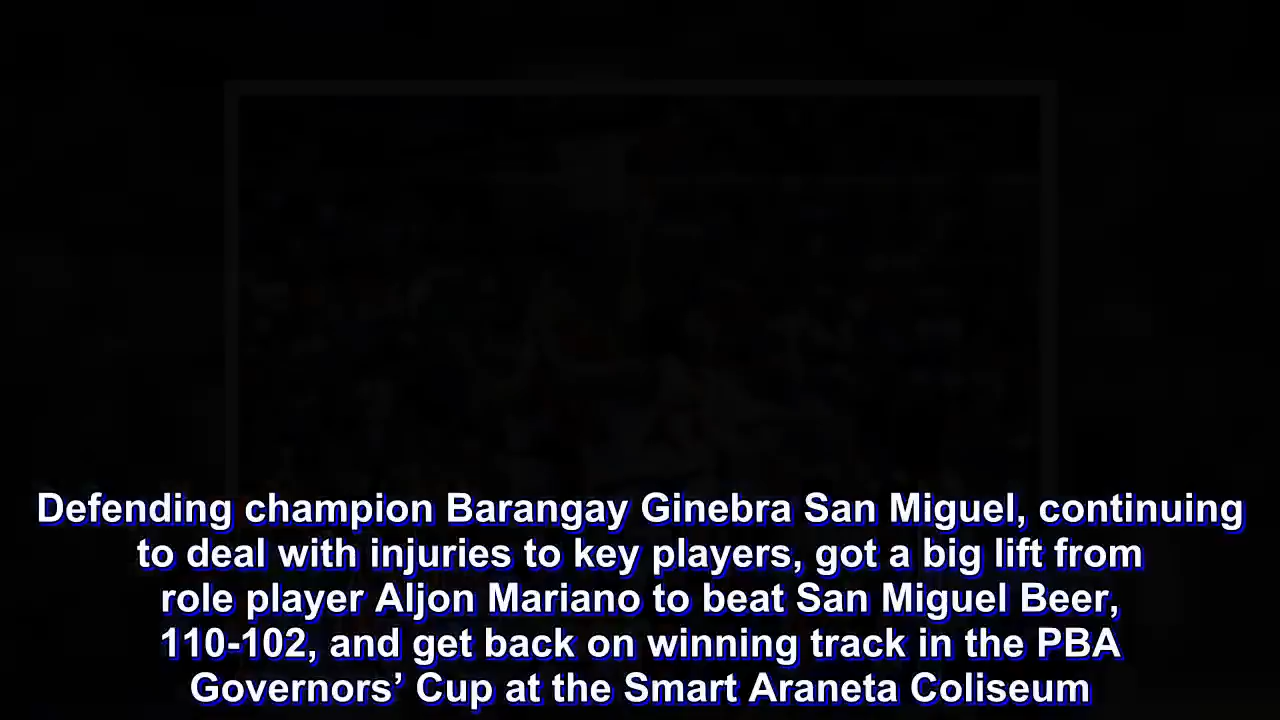 Defending champion Barangay Ginebra San Miguel, continuing
to deal with injuries to key players, got a big lift from
role player Aljon Mariano to beat San Miguel Beer,
110-102, and get back on winning track in the PBA
Governors’ Cup at the Smart Araneta Coliseum